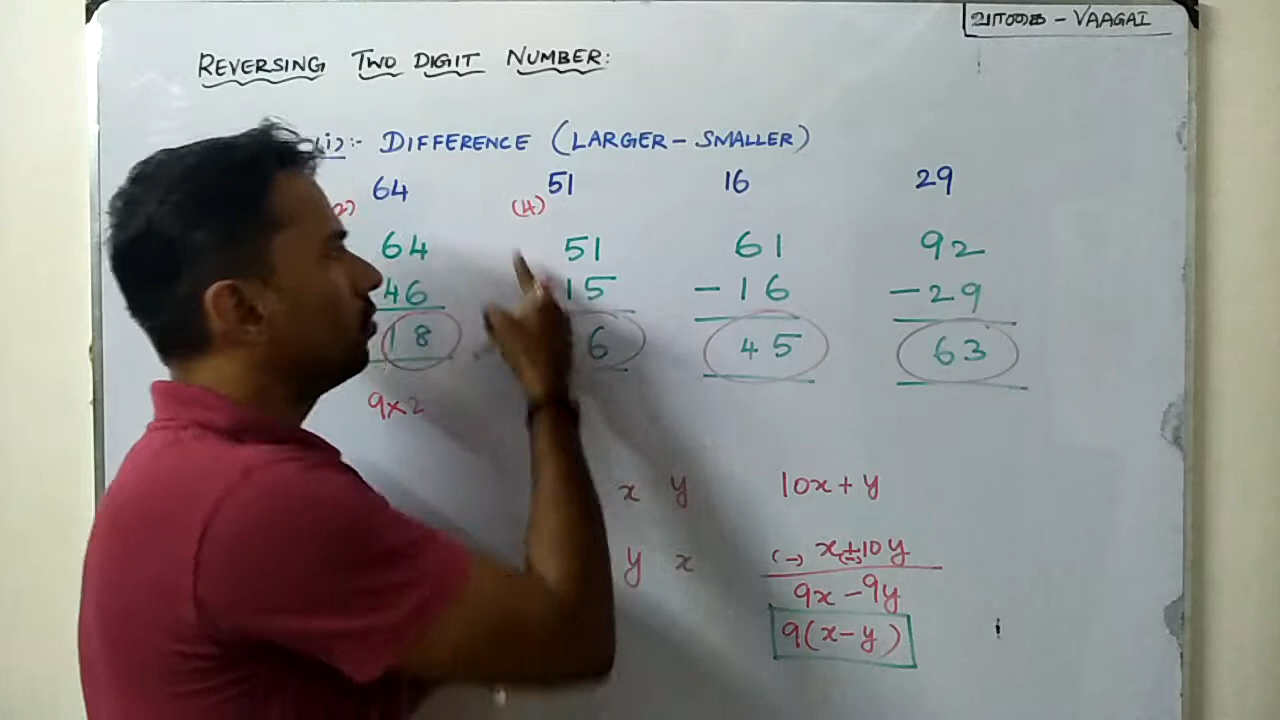 வாகை - VAAGAI
REVERSING TWO DIGIT NUMBER:
(i):- DIFFERENCE (LARGER - SMALLER)
64 51 16 29
2) (4)
64 51 61 92
46 15 - 16 - 29
18 6 45 63
9x2
x y 10x + y
y x (-) x + 10y
(-)
9x - 9y
9(x - y)